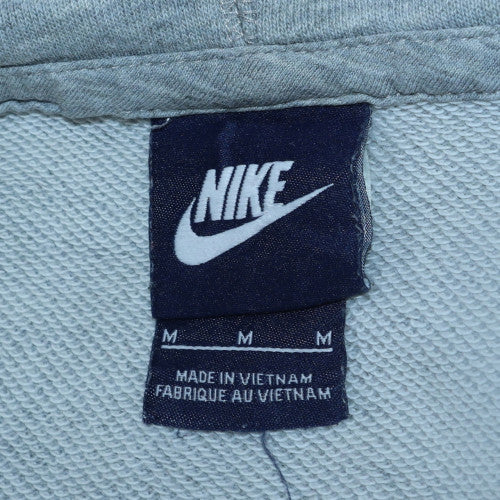 NIKE
M M M
MADE IN VIETNAM
FABRIQUE AU VIETNAM